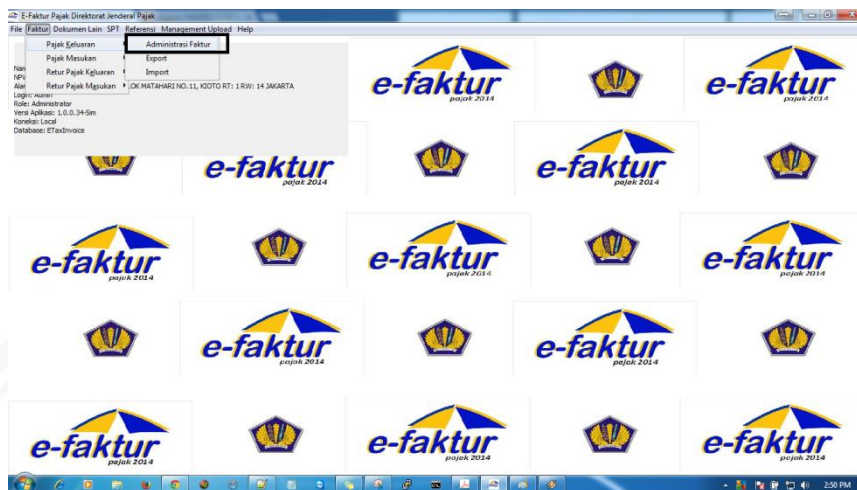 E-Faktur Pajak Direktorat Jenderal Pajak
File Faktur Dokumen Lain SPT Referensi Management Upload Help
Pajak Keluaran
Administrasi Faktur
Pajak Masukan
Export
Retur Pajak Keluaran
Import
Retur Pajak Masukan
LOK MATAHARI NO.11, KIOTO RT: 1 RW: 14 JAKARTA
Login: Admin
Role: Administrator
Versi Aplikasi: 1.0.0.34-Sim
Koneksi: Local
Database: ETaxInvoice
e-faktur
pajak 2014
e-faktur
pajak 2014
e-faktur
pajak 2014
e-faktur
pajak 2014
e-faktur
pajak 2014
e-faktur
pajak 2014
e-faktur
pajak 2014
e-faktur
pajak 2014
e-faktur
pajak 2014
e-faktur
pajak 2014
e-faktur
pajak 2014
e-faktur
pajak 2014
2:50 PM